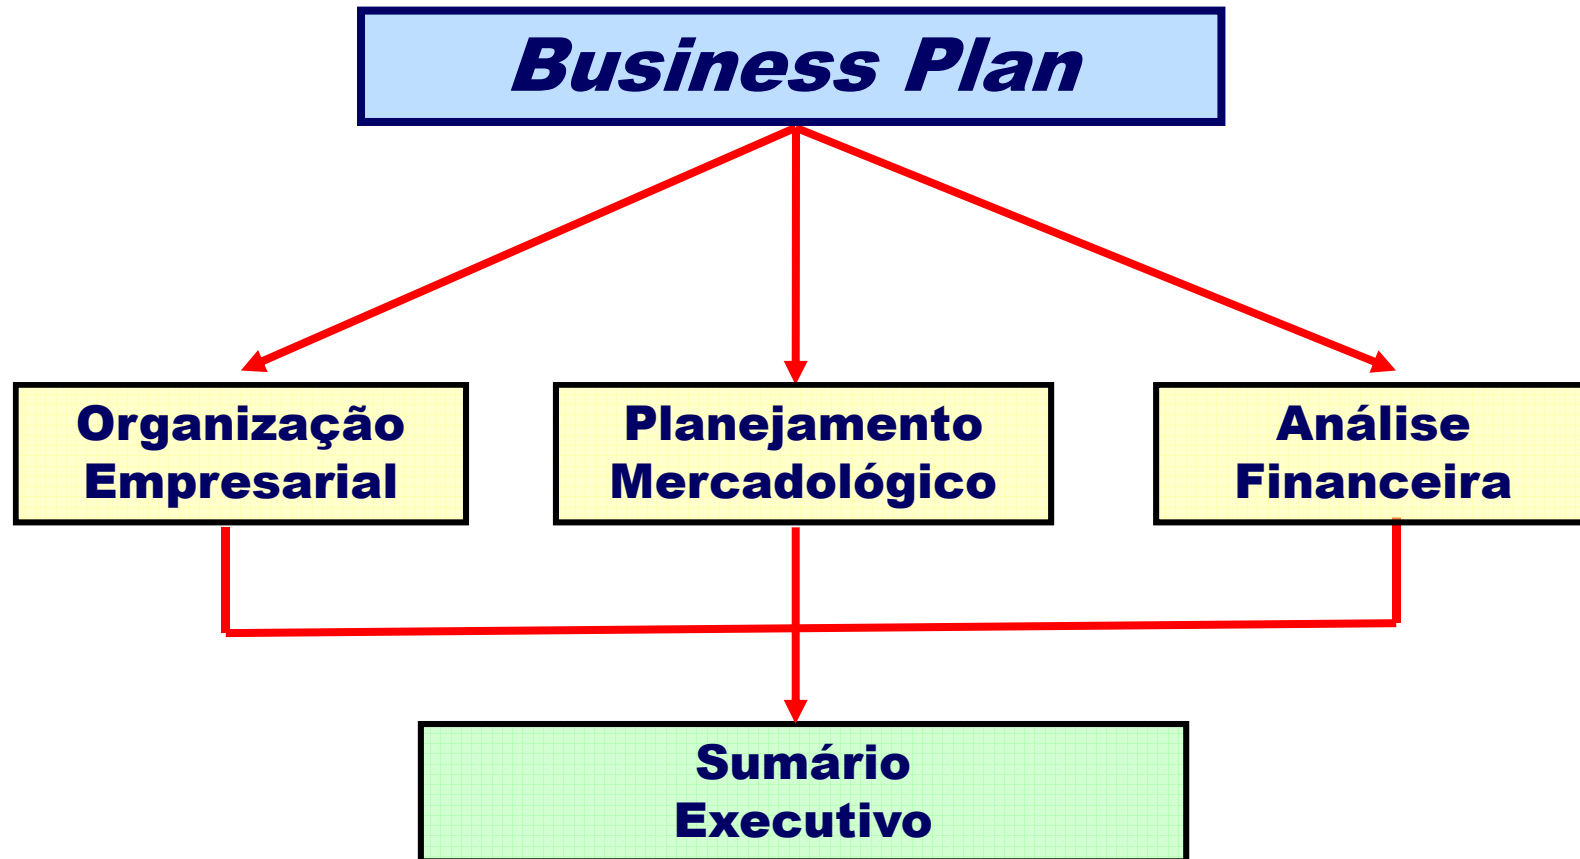 Business Plan
Organização
Empresarial
Planejamento
Mercadológico
Análise
Financeira
Sumário
Executivo